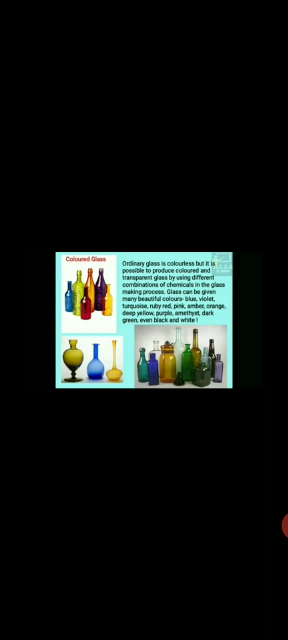 Coloured Glass
Ordinary glass is colourless but it is
possible to produce coloured and
transparent glass by using different
combinations of chemicals in the glass
making process. Glass can be given
many beautiful colours- blue, violet,
turquoise, ruby red, pink, amber, orange,
deep yellow, purple, amethyst, dark
green, even black and white !